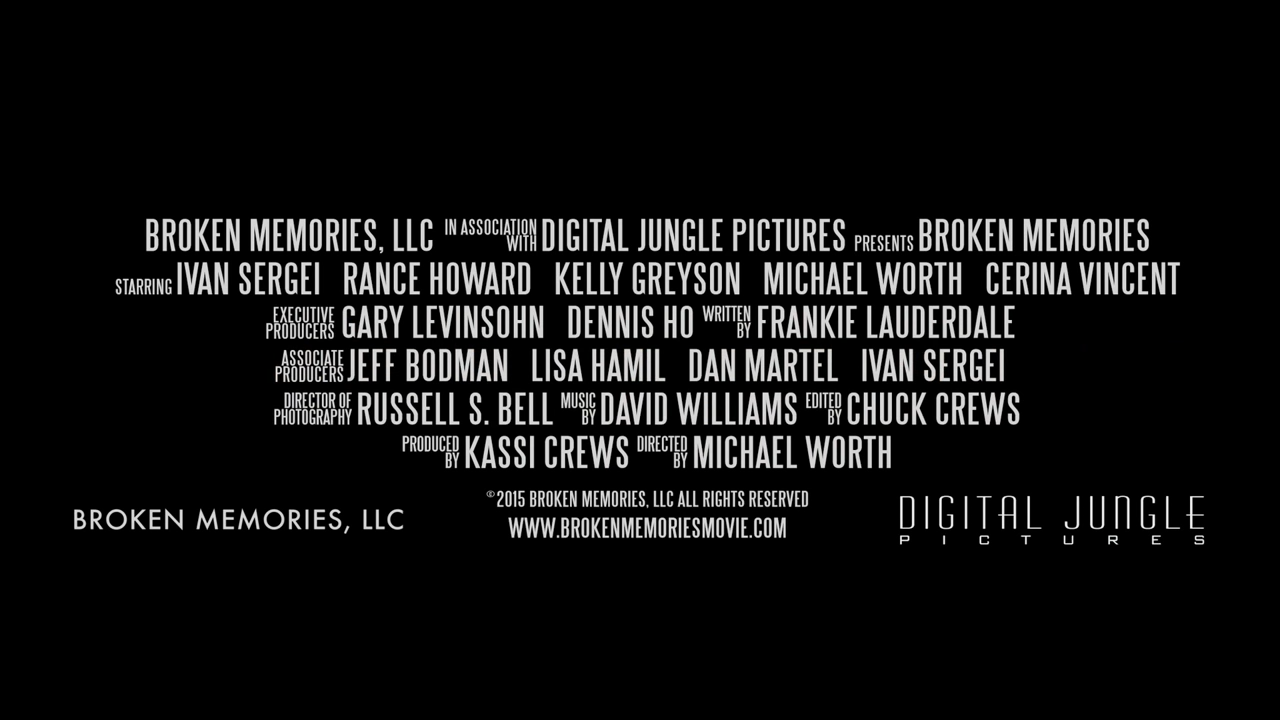 BROKEN MEMORIES, LLC IN ASSOCIATION WITH DIGITAL JUNGLE PICTURES PRESENTS BROKEN MEMORIES
STARRING IVAN SERGEI RANCE HOWARD KELLY GREYSON MICHAEL WORTH CERINA VINCENT
EXECUTIVE PRODUCERS GARY LEVINSOHN DENNIS HO WRITTEN BY FRANKIE LAUDERDALE
ASSOCIATE PRODUCERS JEFF BODMAN LISA HAMIL DAN MARTEL IVAN SERGEI
DIRECTOR OF PHOTOGRAPHY RUSSELL S. BELL MUSIC BY DAVID WILLIAMS EDITED BY CHUCK CREWS
PRODUCED BY KASSI CREWS DIRECTED BY MICHAEL WORTH
BROKEN MEMORIES, LLC
©2015 BROKEN MEMORIES, LLC ALL RIGHTS RESERVED
WWW.BROKENMEMORIESMOVIE.COM
DIGITAL JUNGLE
PICTURES